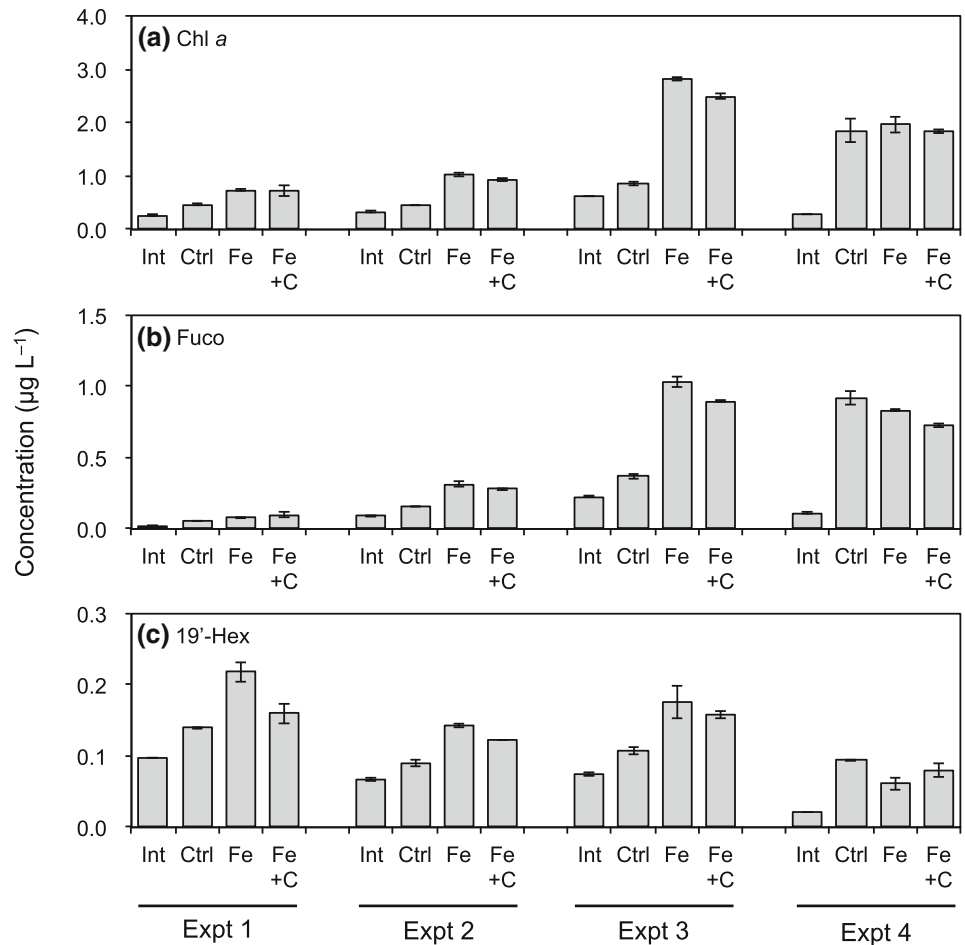 Concentration (µg L⁻¹)
(a) Chl a
4.0
3.0
2.0
1.0
0.0
Int Ctrl Fe Fe +C Int Ctrl Fe Fe +C Int Ctrl Fe Fe +C Int Ctrl Fe Fe +C
(b) Fuco
1.5
1.0
0.5
0.0
Int Ctrl Fe Fe +C Int Ctrl Fe Fe +C Int Ctrl Fe Fe +C Int Ctrl Fe Fe +C
(c) 19'-Hex
0.3
0.2
0.1
0.0
Int Ctrl Fe Fe +C Int Ctrl Fe Fe +C Int Ctrl Fe Fe +C Int Ctrl Fe Fe +C
Expt 1 Expt 2 Expt 3 Expt 4